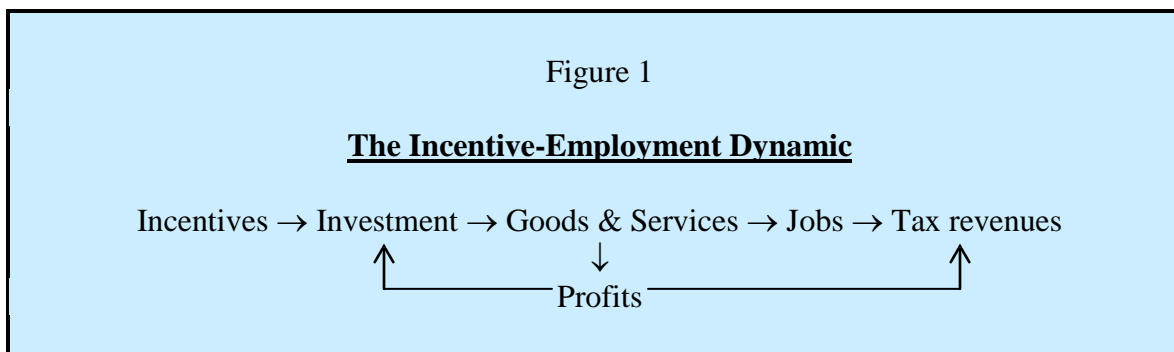 Figure 1
The Incentive-Employment Dynamic
Incentives → Investment → Goods & Services → Jobs → Tax revenues
↓
Profits